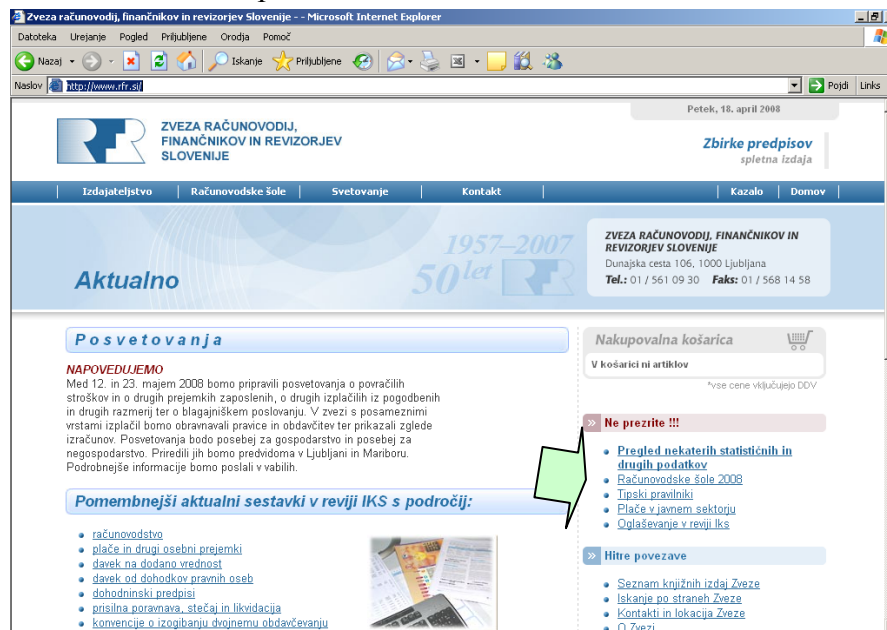 Zveza računovodij, finančnikov in revizorjev Slovenije - - Microsoft Internet Explorer
Datoteka Urejanje Pogled Priljubljene Orodja Pomoč
Nazaj Iskanje Priljubljene
Naslov http://www.rfr.si/ Pojdi Links
Petek, 18. april 2008
ZVEZA RAČUNOVODIJ,
FINANČNIKOV IN REVIZORJEV
SLOVENIJE
Zbirke predpisov
spletna izdaja
Izdajateljstvo Računovodske šole Svetovanje Kontakt Kazalo Domov
Aktualno
1957–2007
50 let
ZVEZA RAČUNOVODIJ, FINANČNIKOV IN
REVIZORJEV SLOVENIJE
Dunajska cesta 106, 1000 Ljubljana
Tel.: 01 / 561 09 30 Faks: 01 / 568 14 58
Posvetovanja
NAPOVEDUJEMO
Med 12. in 23. majem 2008 bomo pripravili posvetovanja o povračilih
stroškov in o drugih prejemkih zaposlenih, o drugih izplačilih iz pogodbenih
in drugih razmerij ter o blagajniškem poslovanju. V zvezi s posameznimi
vrstami izplačil bomo obravnavali pravice in obdavčitev ter prikazali zglede
izračunov. Posvetovanja bodo posebej za gospodarstvo in posebej za
negospodarstvo. Priredili jih bomo predvidoma v Ljubljani in Mariboru.
Podrobnejše informacije bomo poslali v vabilih.
Pomembnejši aktualni sestavki v reviji IKS s področij:
računovodstvo
plače in drugi osebni prejemki
davek na dodano vrednost
davek od dohodkov pravnih oseb
dohodninski predpisi
prisilna poravnava, stečaj in likvidacija
konvencije o izogibanju dvojnemu obdavčevanju
Nakupovalna košarica
V košarici ni artiklov
*vse cene vključujejo DDV
» Ne prezrite !!!
Pregled nekaterih statističnih in
drugih podatkov
Računovodske šole 2008
Tipski pravilniki
Plače v javnem sektorju
Oglaševanje v reviji Iks
» Hitre povezave
Seznam knjižnih izdaj Zveze
Iskanje po straneh Zveze
Kontakti in lokacija Zveze
O Zvezi